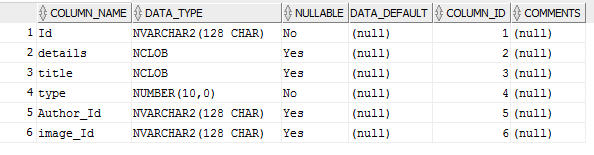 COLUMN_NAME DATA_TYPE NULLABLE DATA_DEFAULT COLUMN_ID COMMENTS
1 Id NVARCHAR2(128 CHAR) No (null) 1 (null)
2 details NCLOB Yes (null) 2 (null)
3 title NCLOB Yes (null) 3 (null)
4 type NUMBER(10,0) No (null) 4 (null)
5 Author_Id NVARCHAR2(128 CHAR) Yes (null) 5 (null)
6 image_Id NVARCHAR2(128 CHAR) Yes (null) 6 (null)